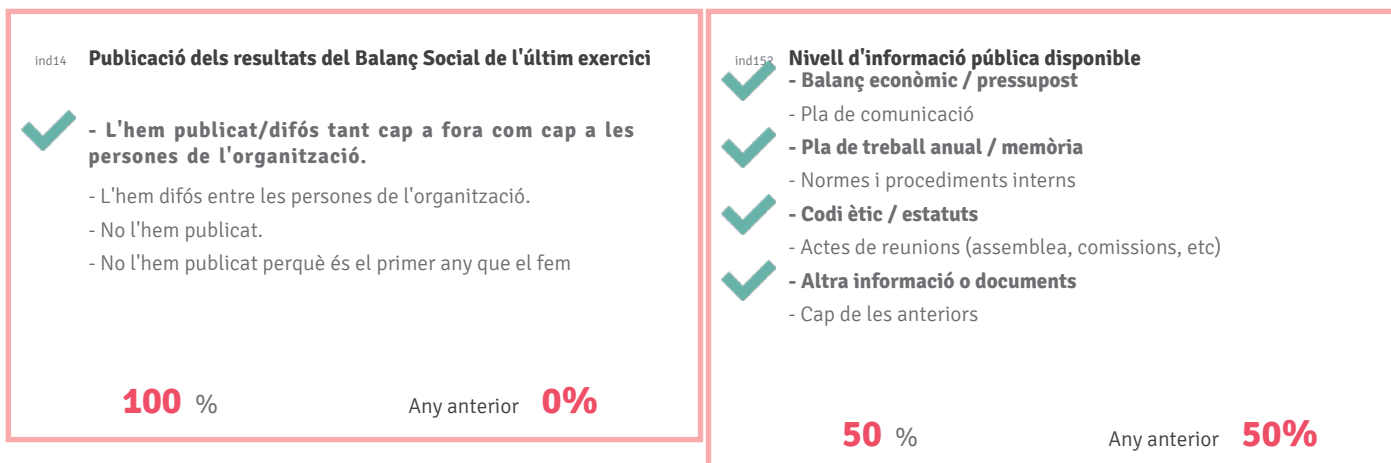 ind14 Publicació dels resultats del Balanç Social de l'últim exercici
- L'hem publicat/difós tant cap a fora com cap a les
persones de l'organització.
- L'hem difós entre les persones de l'organització.
- No l'hem publicat.
- No l'hem publicat perquè és el primer any que el fem
100 % Any anterior 0%
ind152 Nivell d'informació pública disponible
- Balanç econòmic / pressupost
- Pla de comunicació
- Pla de treball anual / memòria
- Normes i procediments interns
- Codi ètic / estatuts
- Actes de reunions (assemblea, comissions, etc)
- Altra informació o documents
- Cap de les anteriors
50 % Any anterior 50%